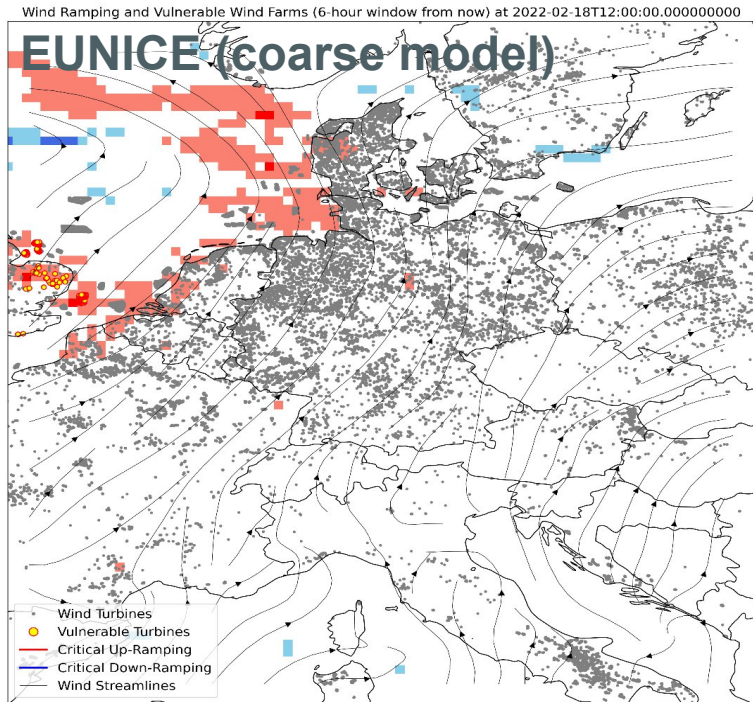 Wind Ramping and Vulnerable Wind Farms (6-hour window from now) at 2022-02-18T12:00:00.000000000
EUNICE (coarse model)
Wind Turbines
Vulnerable Turbines
Critical Up-Ramping
Critical Down-Ramping
Wind Streamlines